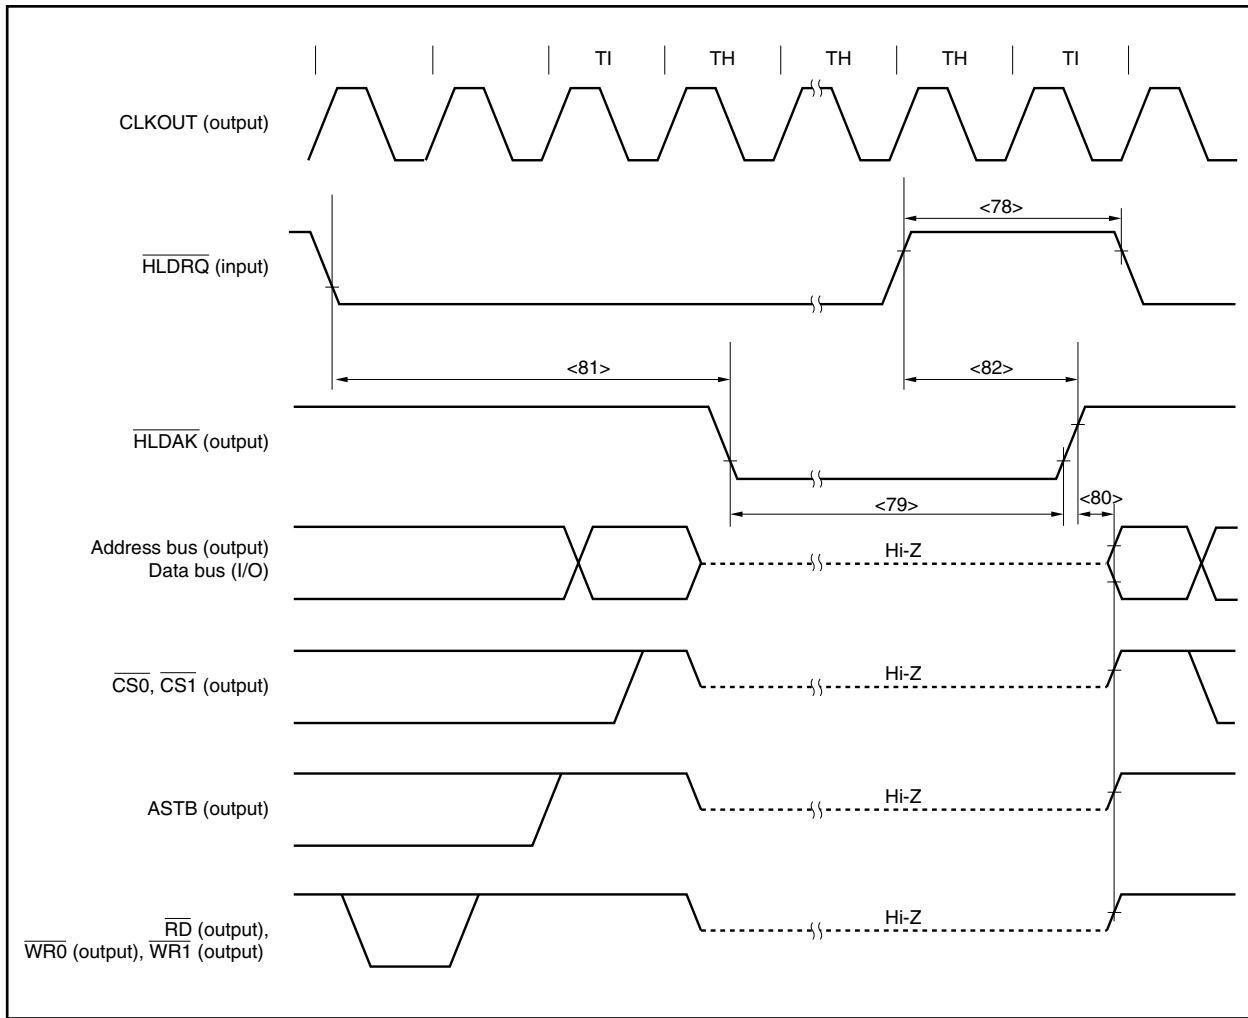 TI TH TH TH TI
CLKOUT (output)
<78>
HLDRQ (input)
<81> <82>
HLDAK (output)
<79> <80>
Address bus (output) Hi-Z
Data bus (I/O)
CS0, CS1 (output) Hi-Z
ASTB (output) Hi-Z
RD (output), Hi-Z
WR0 (output), WR1 (output)